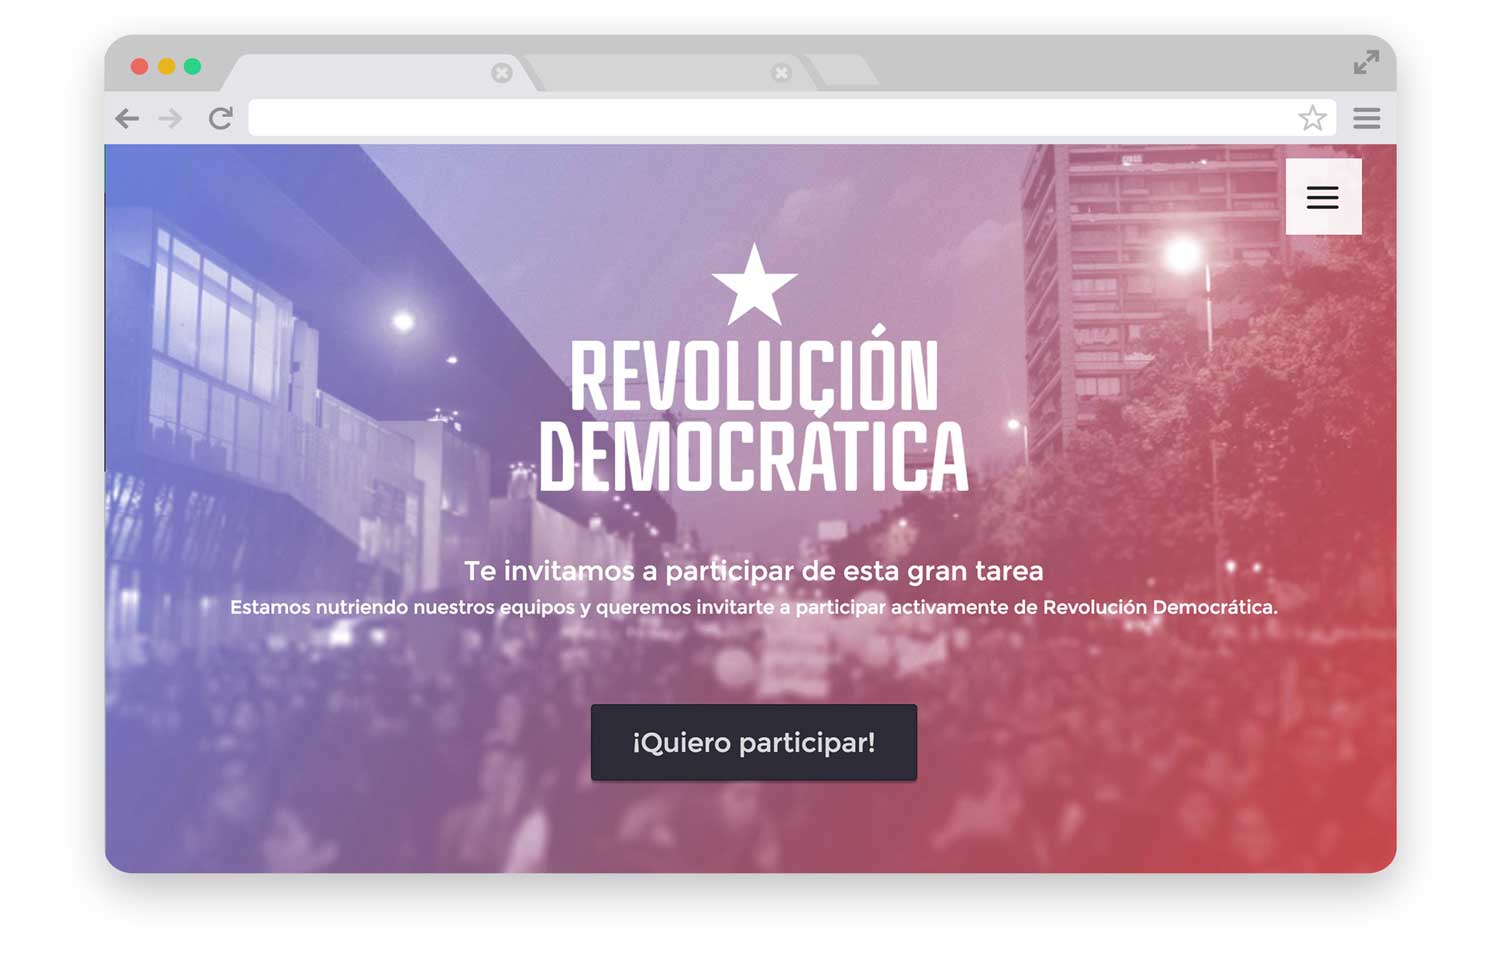 REVOLUCIÓN
DEMOCRÁTICA
Te invitamos a participar de esta gran tarea
Estamos nutriendo nuestros equipos y queremos invitarte a participar activamente de Revolución Democrática.
¡Quiero participar!